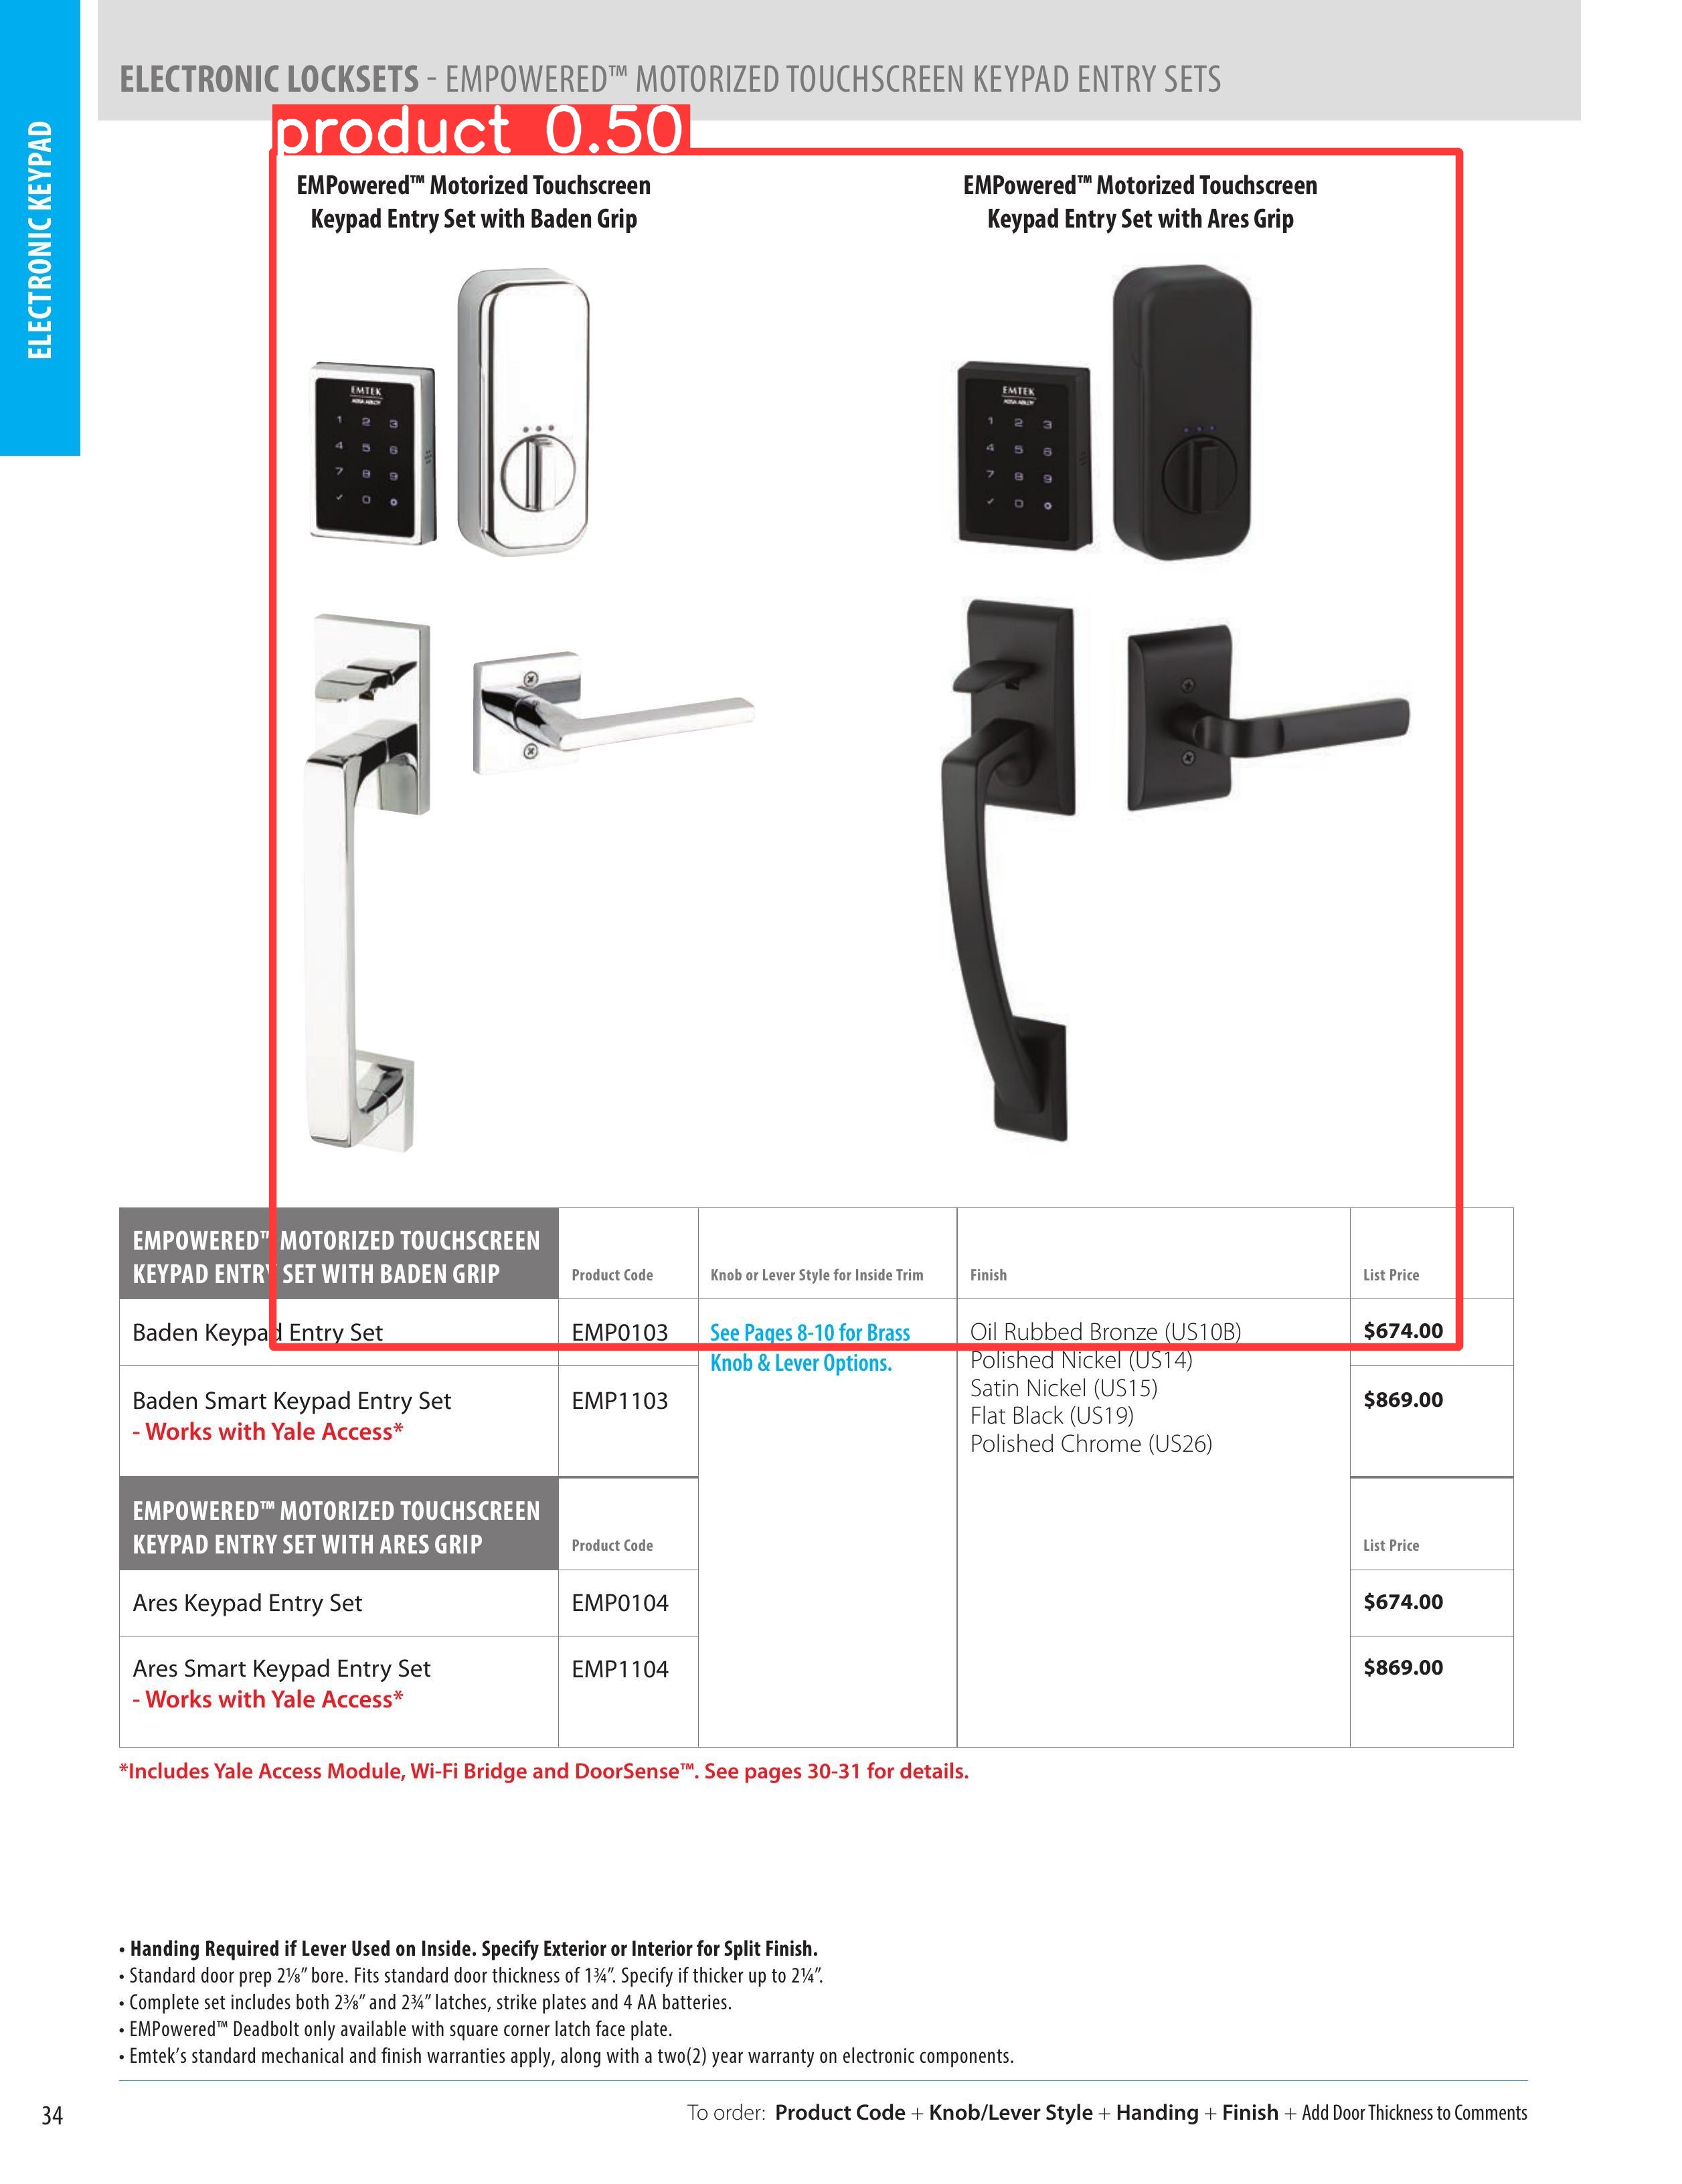 ELECTRONIC KEYPAD
ELECTRONIC LOCKSETS - EMPOWERED™ MOTORIZED TOUCHSCREEN KEYPAD ENTRY SETS
product 0.50
EMPowered™ Motorized Touchscreen
Keypad Entry Set with Baden Grip
EMPowered™ Motorized Touchscreen
Keypad Entry Set with Ares Grip
EMTEK
ASSA ABLOY
1 2 3
4 5 6
7 8 9
✓ 0
EMTEK
ASSA ABLOY
1 2 3
4 5 6
7 8 9
✓ 0
EMPOWERED™ MOTORIZED TOUCHSCREEN
KEYPAD ENTRY SET WITH BADEN GRIP
Product Code
Knob or Lever Style for Inside Trim
Finish
List Price
Baden Keypad Entry Set
EMP0103
See Pages 8-10 for Brass
Knob & Lever Options.
Oil Rubbed Bronze (US10B)
Polished Nickel (US14)
Satin Nickel (US15)
Flat Black (US19)
Polished Chrome (US26)
$674.00
Baden Smart Keypad Entry Set
- Works with Yale Access*
EMP1103
$869.00
EMPOWERED™ MOTORIZED TOUCHSCREEN
KEYPAD ENTRY SET WITH ARES GRIP
Product Code
List Price
Ares Keypad Entry Set
EMP0104
$674.00
Ares Smart Keypad Entry Set
- Works with Yale Access*
EMP1104
$869.00
*Includes Yale Access Module, Wi-Fi Bridge and DoorSense™. See pages 30-31 for details.
• Handing Required if Lever Used on Inside. Specify Exterior or Interior for Split Finish.
• Standard door prep 2⅛” bore. Fits standard door thickness of 1¾”. Specify if thicker up to 2¼”.
• Complete set includes both 2⅜” and 2¾” latches, strike plates and 4 AA batteries.
• EMPowered™ Deadbolt only available with square corner latch face plate.
• Emtek’s standard mechanical and finish warranties apply, along with a two(2) year warranty on electronic components.
34
To order: Product Code + Knob/Lever Style + Handing + Finish + Add Door Thickness to Comments